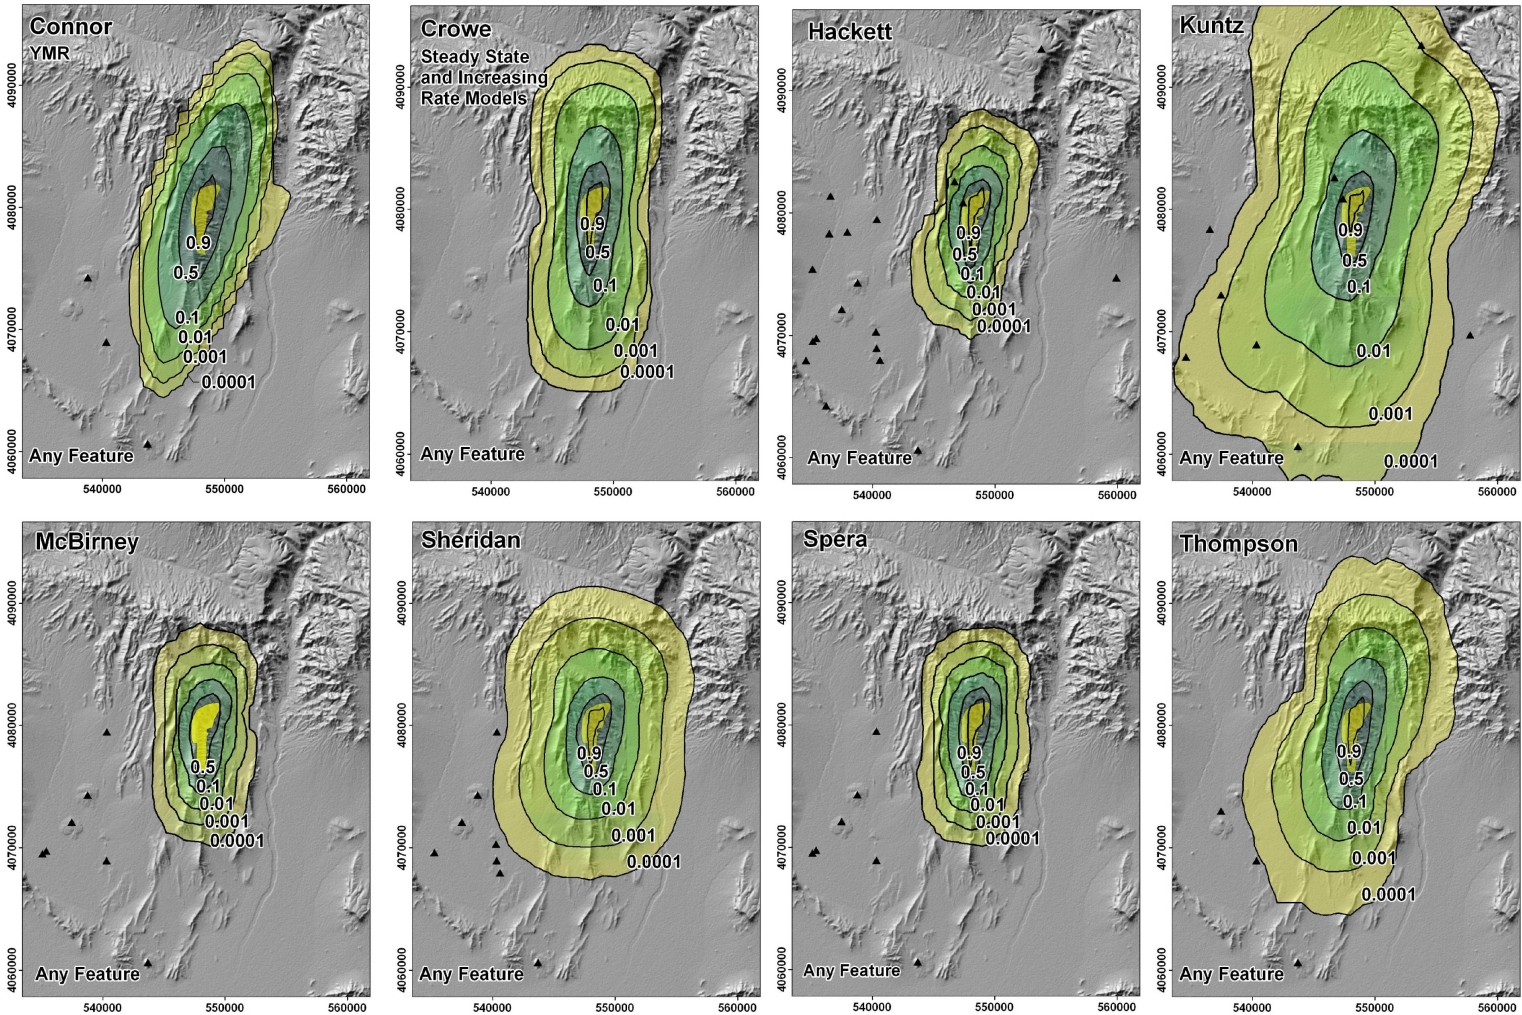 Connor
YMR
4090000
4080000
4070000
4060000
0.9
0.5
0.1
0.01
0.001
0.0001
Any Feature
540000 550000 560000
Crowe
Steady State
and Increasing
Rate Models
4090000
4080000
4070000
4060000
0.9
0.5
0.1
0.01
0.001
0.0001
Any Feature
540000 550000 560000
Hackett
4090000
4080000
4070000
4060000
0.9
0.5
0.1
0.01
0.001
0.0001
Any Feature
540000 550000 560000
Kuntz
4090000
4080000
4070000
4060000
0.9
0.5
0.1
0.01
0.001
0.0001
Any Feature
540000 550000 560000
McBirney
4090000
4080000
4070000
4060000
0.5
0.1
0.01
0.001
0.0001
Any Feature
540000 550000 560000
Sheridan
4090000
4080000
4070000
4060000
0.9
0.5
0.1
0.01
0.001
0.0001
Any Feature
540000 550000 560000
Spera
4090000
4080000
4070000
4060000
0.9
0.5
0.1
0.01
0.001
0.0001
Any Feature
540000 550000 560000
Thompson
4090000
4080000
4070000
4060000
0.9
0.5
0.1
0.01
0.001
0.0001
Any Feature
540000 550000 560000